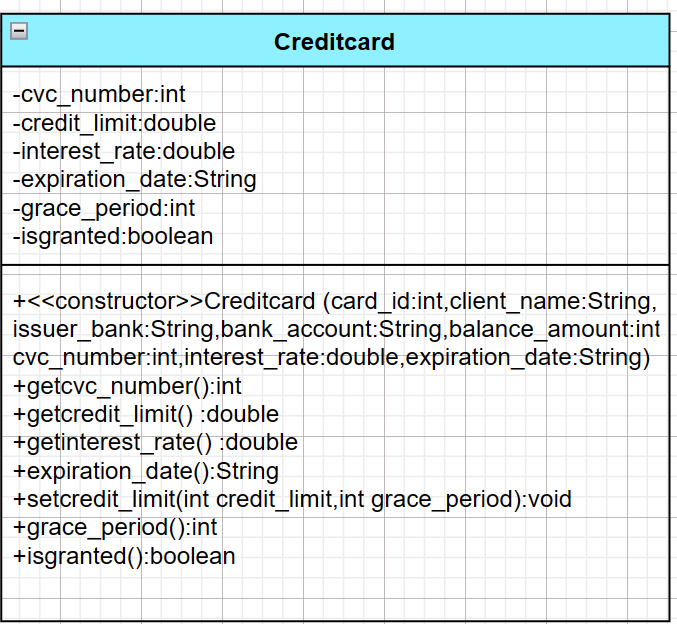 Creditcard
-cvc_number:int
-credit_limit:double
-interest_rate:double
-expiration_date:String
-grace_period:int
-isgranted:boolean
+<<constructor>>Creditcard (card_id:int,client_name:String,
issuer_bank:String,bank_account:String,balance_amount:int
cvc_number:int,interest_rate:double,expiration_date:String)
+getcvc_number():int
+getcredit_limit() :double
+getinterest_rate() :double
+expiration_date():String
+setcredit_limit(int credit_limit,int grace_period):void
+grace_period():int
+isgranted():boolean